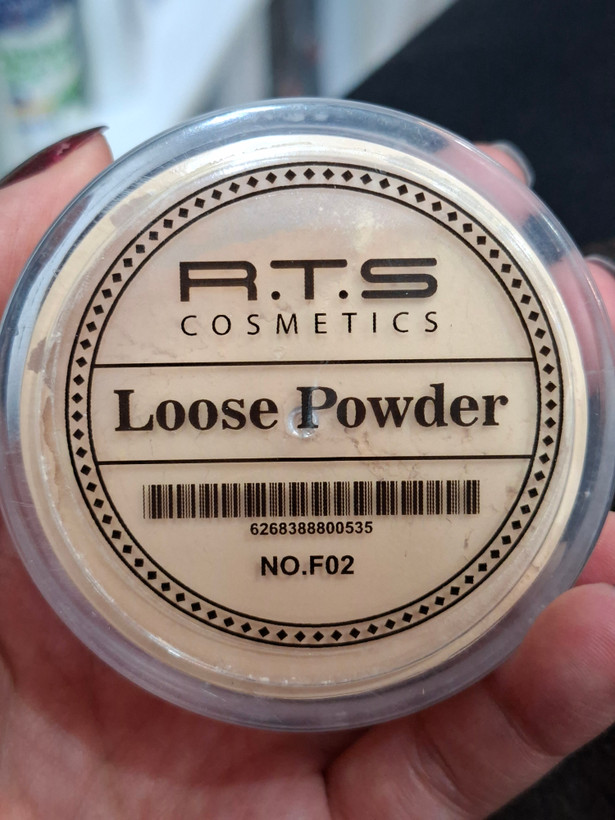 R.T.S
COSMETICS
Loose Powder
6268388800535
NO.F02